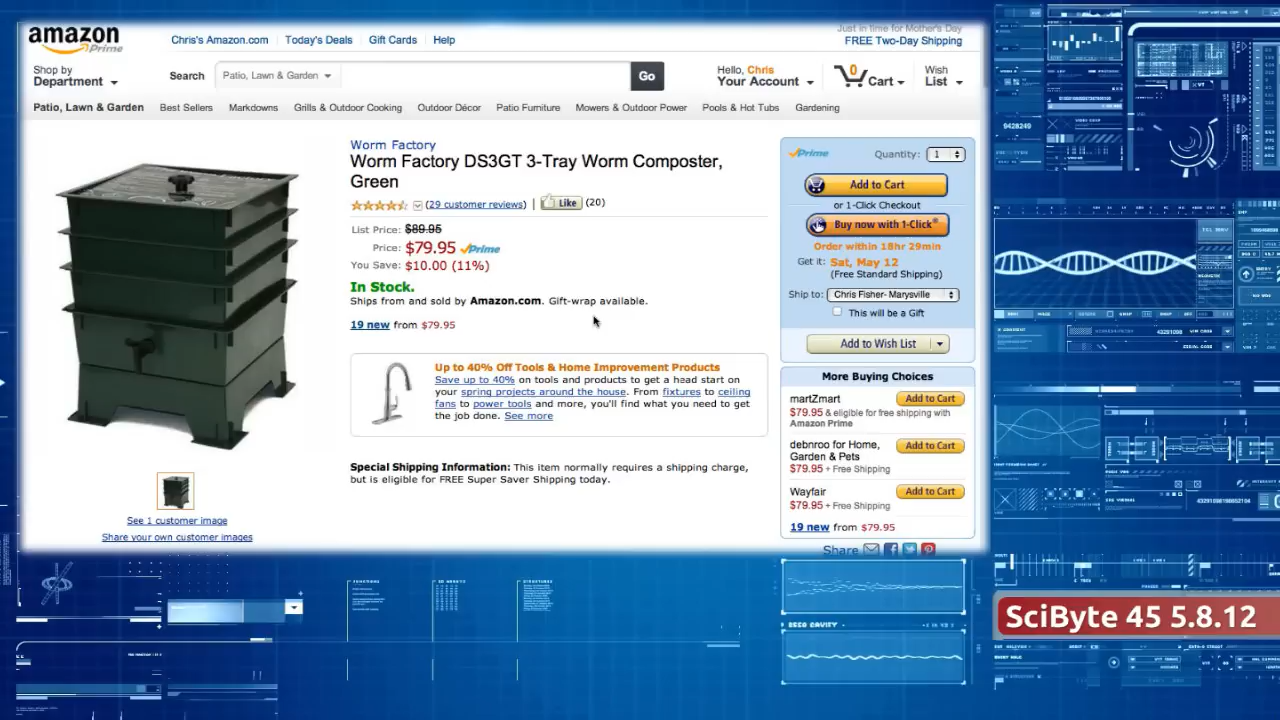 amazon
Prime
Chris's Amazon.com Today's Deals Gift Cards Help
Just in time for Mother's Day
FREE Two-Day Shipping
Shop by
Department
Search Patio, Lawn & Garden Go
Hello, Chris
Your Account
0
Cart
Wish
List
Patio, Lawn & Garden Best Sellers Markdowns Grills & Outdoor Cooking Outdoor Décor Patio Furniture Mowers & Outdoor Power Pools & Hot Tubs Gardening
Worm Factory
Worm Factory DS3GT 3-Tray Worm Composter,
Green
(29 customer reviews) Like (20)
List Price: $89.95
Price: $79.95 Prime
You Save: $10.00 (11%)
In Stock.
Ships from and sold by Amazon.com. Gift-wrap available.
19 new from $79.95
Up to 40% Off Tools & Home Improvement Products
Save up to 40% on tools and products to get a head start on
your spring projects around the house. From fixtures to ceiling
fans to power tools and more, you'll find what you need to get
the job done. See more
Special Shipping Information: This item normally requires a shipping charge,
but is eligible for FREE Super Saver Shipping today.
See 1 customer image
Share your own customer images
Prime
Quantity: 1
Add to Cart
or 1-Click Checkout
Buy now with 1-Click®
Order within 18hr 29min
Get it: Sat, May 12
(Free Standard Shipping)
Ship to: Chris Fisher- Marysville
This will be a Gift
Add to Wish List
More Buying Choices
martZmart Add to Cart
$79.95 & eligible for free shipping with
Amazon Prime
debnroo for Home, Add to Cart
Garden & Pets
$79.95 + Free Shipping
Wayfair Add to Cart
$79.95 + Free Shipping
19 new from $79.95
Share
9428249
SciByte 45 5.8.12